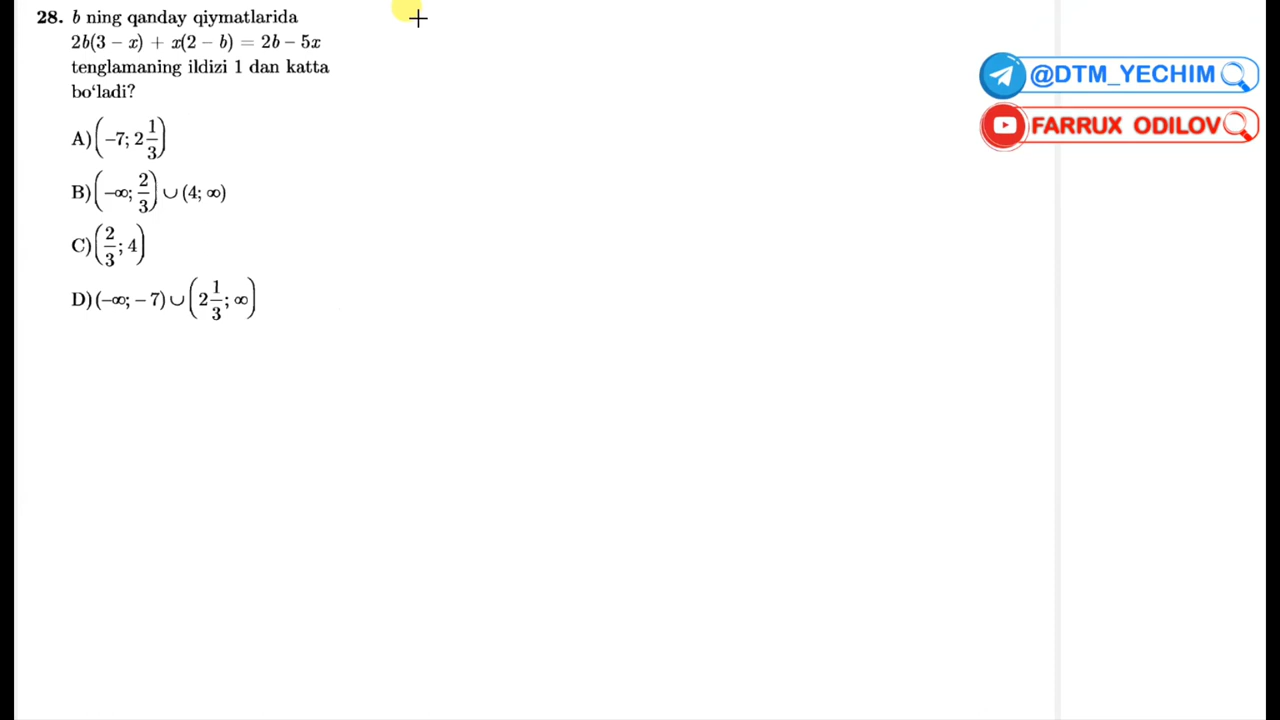 28. b ning qanday qiymatlarida
2b(3 – x) + x(2 – b) = 2b – 5x
tenglamaning ildizi 1 dan katta
bo‘ladi?
A) (–7; 2 1/3)
B) (–∞; 2/3) ∪ (4; ∞)
C) (2/3; 4)
D) (–∞; – 7) ∪ (2 1/3; ∞)
@DTM_YECHIM
FARRUX ODILOV